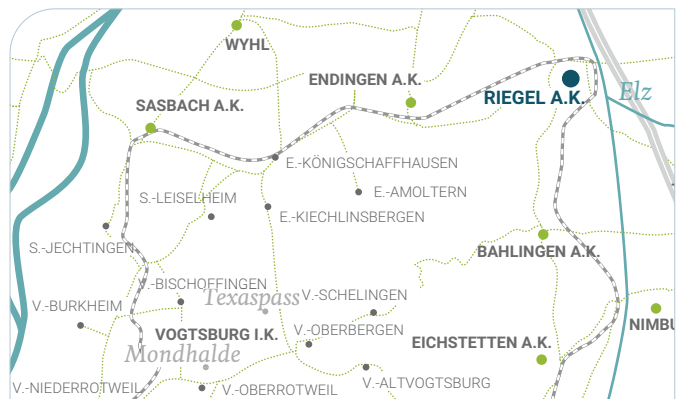 WYHL
ENDINGEN A.K.
RIEGEL A.K.
Elz
SASBACH A.K.
E.-KÖNIGSCHAFFHAUSEN
S.-LEISELHEIM
E.-AMOLTERN
E.-KIECHLINSBERGEN
S.-JECHTINGEN
BAHLINGEN A.K.
V.-BISCHOFFINGEN
Texaspass
V.-SCHELINGEN
V.-BURKHEIM
NIMBU
VOGTSBURG I.K.
V.-OBERBERGEN
EICHSTETTEN A.K.
Mondhalde
V.-NIEDERROTWEIL
V.-OBERROTWEIL
V.-ALTVOGTSBURG